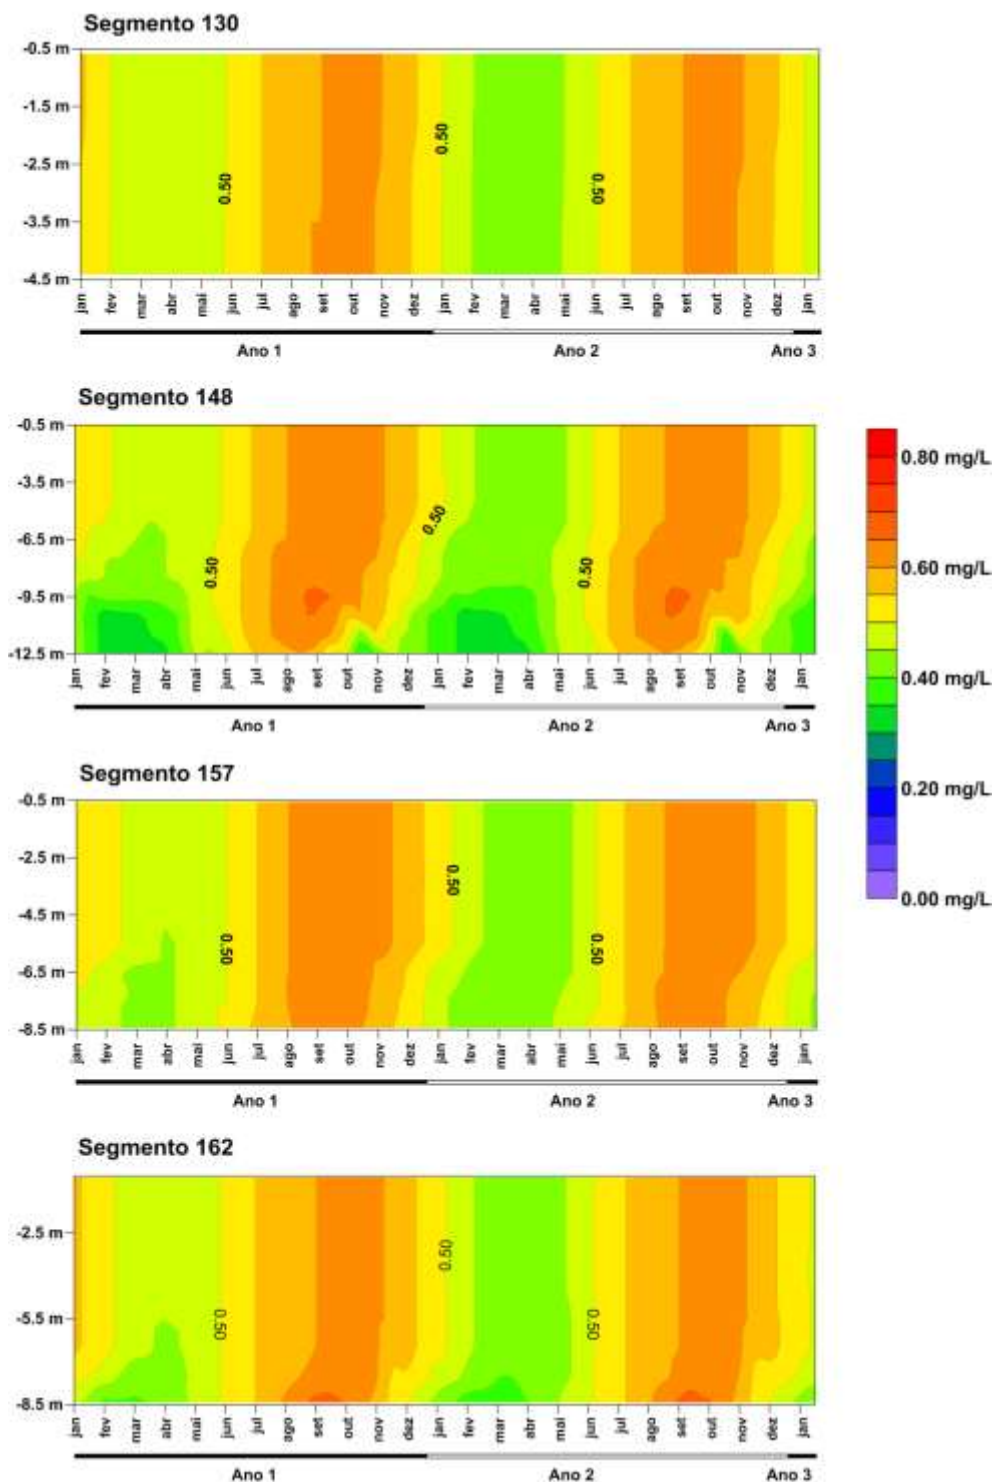 Segmento 130
-0.5 m
-1.5 m
-2.5 m
-3.5 m
-4.5 m
0.50
0.50
0.50
jan fev mar abr mai jun jul ago set out nov dez jan fev mar abr mai jun jul ago set out nov dez jan
Ano 1 Ano 2 Ano 3
Segmento 148
-0.5 m
-3.5 m
-6.5 m
-9.5 m
-12.5 m
0.50
0.50
0.50
jan fev mar abr mai jun jul ago set out nov dez jan fev mar abr mai jun jul ago set out nov dez jan
Ano 1 Ano 2 Ano 3
0.80 mg/L
0.60 mg/L
0.40 mg/L
0.20 mg/L
0.00 mg/L
Segmento 157
-0.5 m
-2.5 m
-4.5 m
-6.5 m
-8.5 m
0.50
0.50
0.50
jan fev mar abr mai jun jul ago set out nov dez jan fev mar abr mai jun jul ago set out nov dez jan
Ano 1 Ano 2 Ano 3
Segmento 162
-2.5 m
-5.5 m
-8.5 m
0.50
0.50
0.50
jan fev mar abr mai jun jul ago set out nov dez jan fev mar abr mai jun jul ago set out nov dez jan
Ano 1 Ano 2 Ano 3